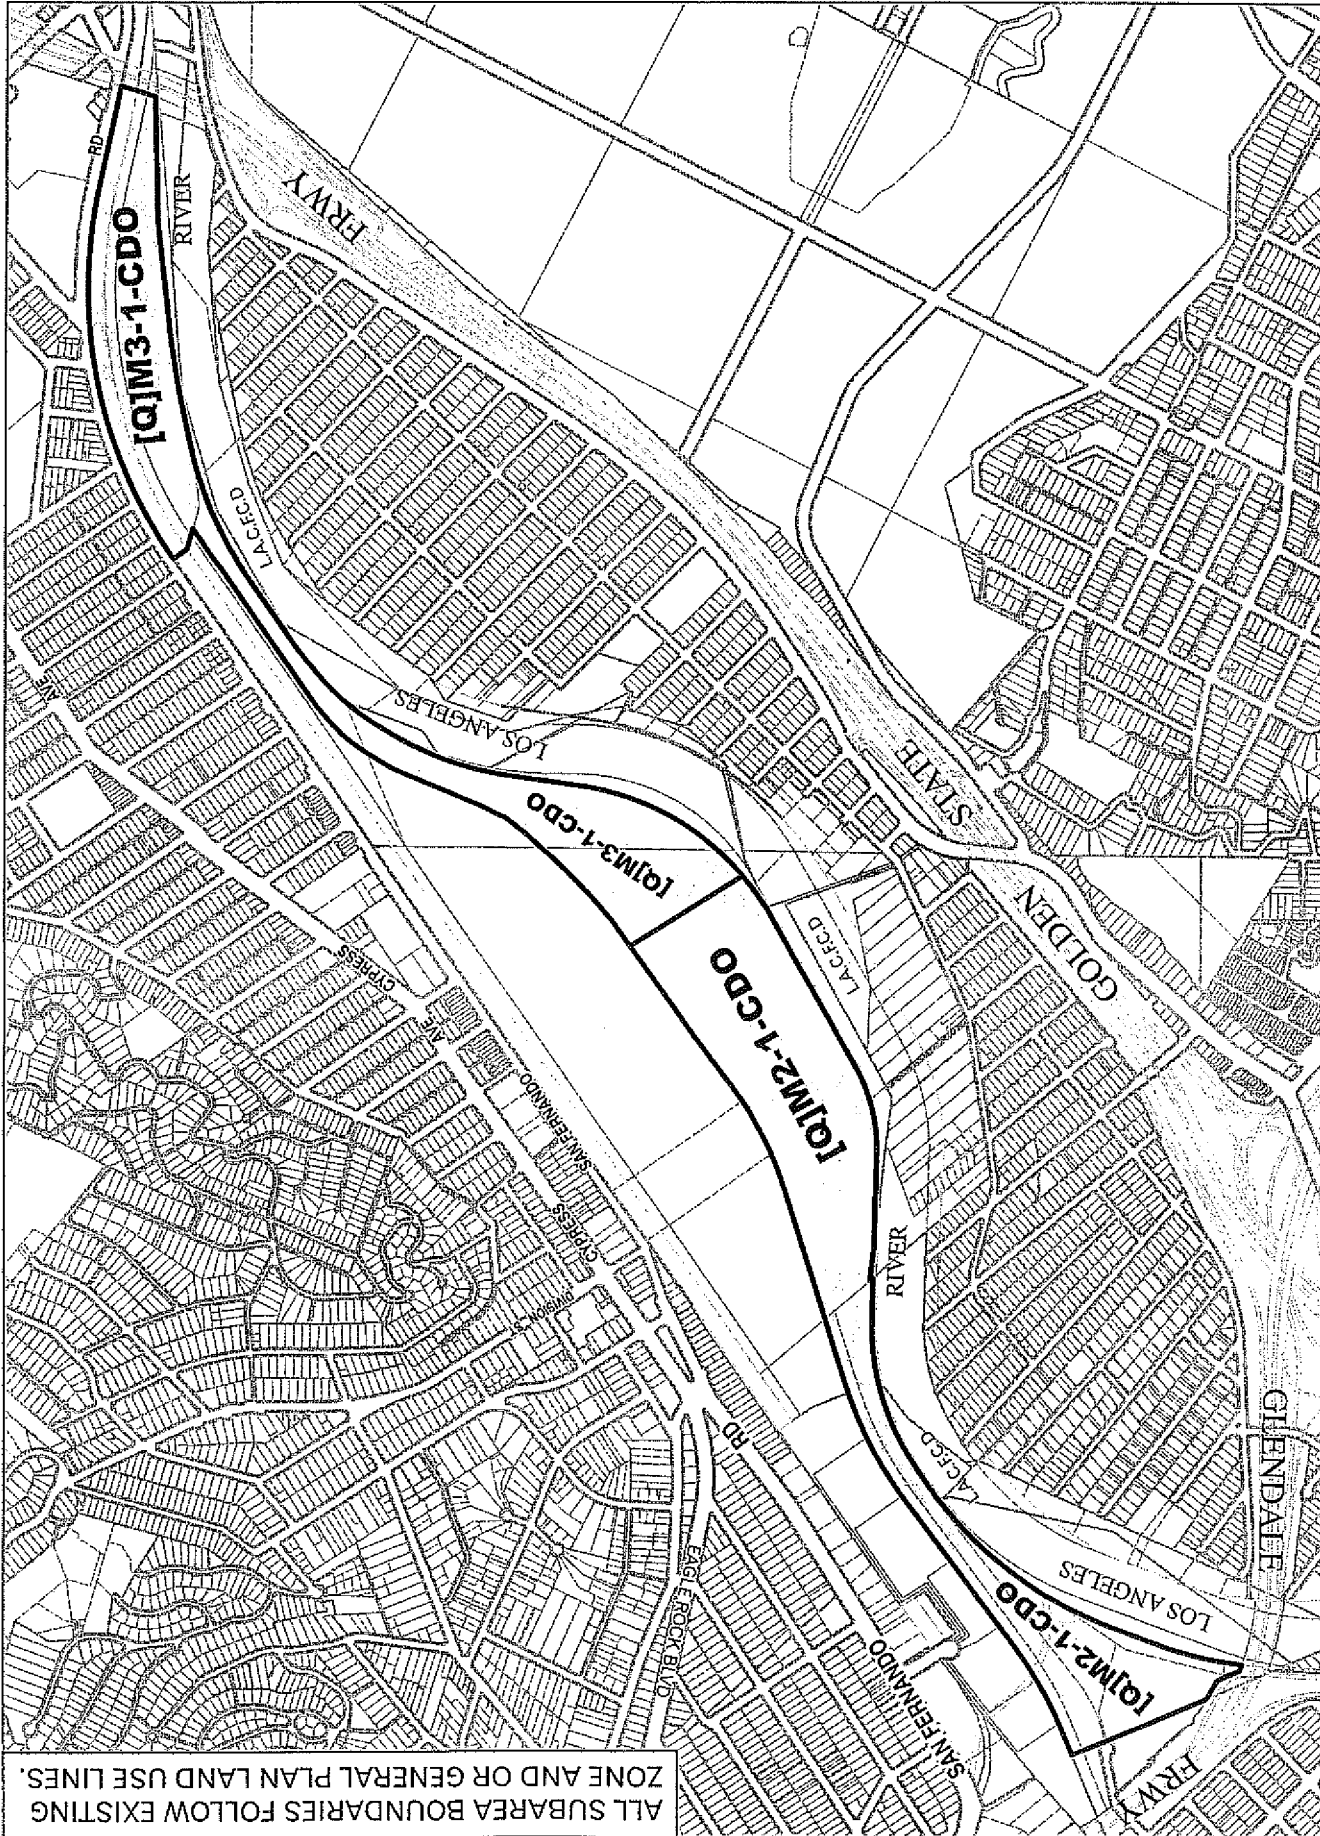 ALL SUBAREA BOUNDARIES FOLLOW EXISTING
ZONE AND OR GENERAL PLAN LAND USE LINES.
FRWY
[Q]M2-1-CDO
LOS ANGELES
GLENDALE
SAN FERNANDO
L.A.C.F.C.D
EAGLE ROCK BLVD
RD
RIVER
DIVISION
CYPRESS
SAN FERNANDO
[Q]M2-1-CDO
L.A.C.F.C.D
GOLDEN
STATE
AVE
CYPRESS
[Q]M3-1-CDO
LOS ANGELES
AVE
L.A.C.F.C.D
[Q]M3-1-CDO
RIVER
FRWY
RD